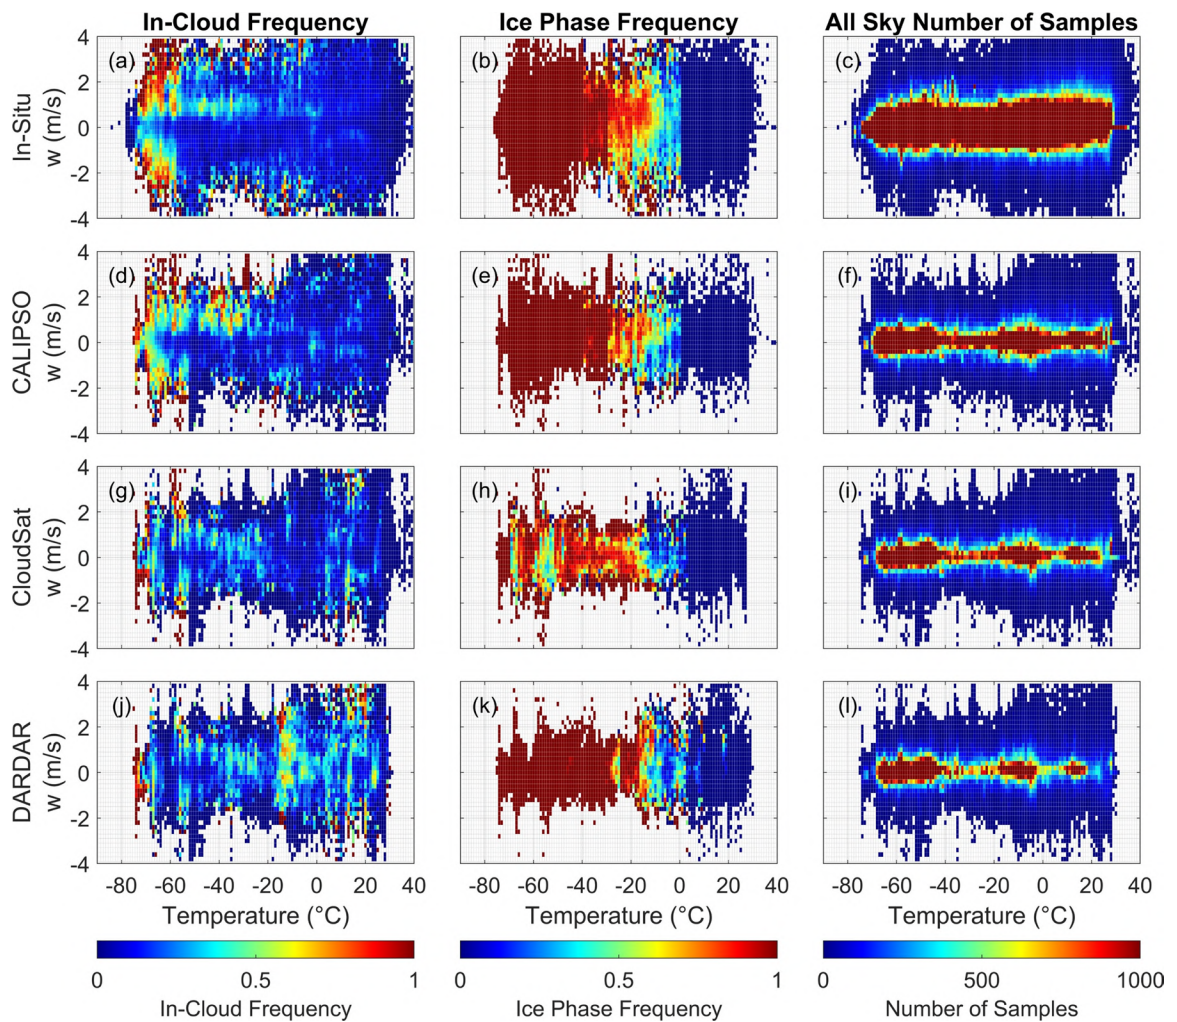 In-Cloud Frequency Ice Phase Frequency All Sky Number of Samples
In-Situ
w (m/s)
4
2
0
-2
-4
(a) (b) (c)
CALIPSO
w (m/s)
4
2
0
-2
-4
(d) (e) (f)
CloudSat
w (m/s)
4
2
0
-2
-4
(g) (h) (i)
DARDAR
w (m/s)
4
2
0
-2
-4
(j) (k) (l)
-80 -60 -40 -20 0 20 40 -80 -60 -40 -20 0 20 40 -80 -60 -40 -20 0 20 40
Temperature (°C) Temperature (°C) Temperature (°C)
0 0.5 1 0 0.5 1 0 500 1000
In-Cloud Frequency Ice Phase Frequency Number of Samples